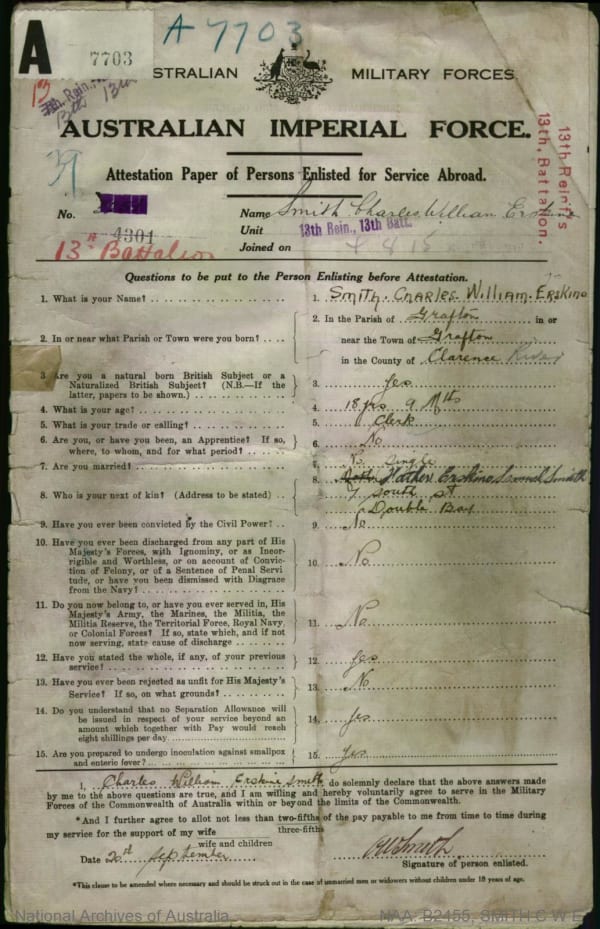 A 7703
A 7703
13
13th
AUSTRALIAN MILITARY FORCES
AUSTRALIAN IMPERIAL FORCE.
Attestation Paper of Persons Enlisted for Service Abroad.
13th Reinf's
13th, Battalion.
No. 4301
Name Smith Charles William Erskine
13th Battalion
Unit 13th Rein., 13th Batt.
Joined on
Questions to be put to the Person Enlisting before Attestation.
1. What is your Name? 1. Smith. Charles. William. Erskine
2. In or near what Parish or Town were you born? 2. In the Parish of Grafton in or
near the Town of Grafton
in the County of Clarence River
3. Are you a natural born British Subject or a
Naturalized British Subject? (N.B.—If the
latter, papers to be shown.) 3. Yes
4. What is your age? 4. 18 yrs 9 Mths
5. What is your trade or calling? 5. Clerk
6. Are you, or have you been, an Apprentice? If so,
where, to whom, and for what period? 6. No
7. Are you married? 7. Single
8. Who is your next of kin? (Address to be stated) 8. Father Erskine Smith
7 South St
Double Bay
9. Have you ever been convicted by the Civil Power? 9. No
10. Have you ever been discharged from any part of His
Majesty's Forces, with Ignominy, or as Incor-
rigible and Worthless, or on account of Convic-
tion of Felony, or of a Sentence of Penal Servi
tude, or have you been dismissed with Disgrace
from the Navy? 10. No.
11. Do you now belong to, or have you ever served in, His
Majesty's Army, the Marines, the Militia, the
Militia Reserve, the Territorial Force, Royal Navy,
or Colonial Forces? If so, state which, and if not
now serving, state cause of discharge 11. No
12. Have you stated the whole, if any, of your previous
service? 12. Yes
13. Have you ever been rejected as unfit for His Majesty's
Service? If so, on what grounds? 13. No
14. Do you understand that no Separation Allowance will
be issued in respect of your service beyond an
amount which together with Pay would reach
eight shillings per day 14. Yes
15. Are you prepared to undergo inoculation against smallpox
and enteric fever? 15. Yes
I, Charles William Erskine Smith do solemnly declare that the above answers made
by me to the above questions are true, and I am willing and hereby voluntarily agree to serve in the Military
Forces of the Commonwealth of Australia within or beyond the limits of the Commonwealth.
*And I further agree to allot not less than two-fifths of the pay payable to me from time to time during
three-fifths
my service for the support of my wife
wife and children
Date September
Smith
Signature of person enlisted.
*This clause to be amended where necessary and should be struck out in the case of unmarried men or widowers without children under 18 years of age.
National Archives of Australia
NAA: B2455, SMITH C W E